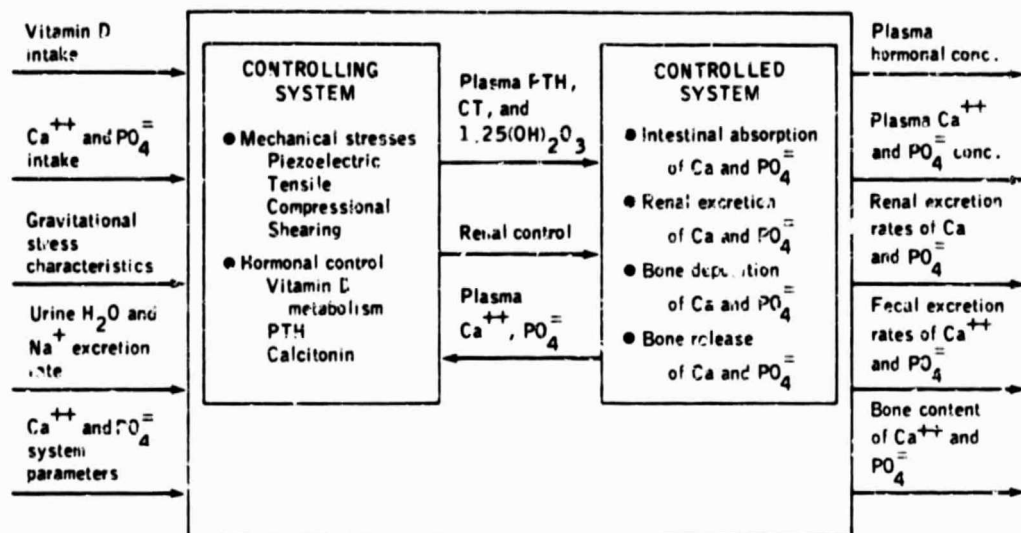 Vitamin D
intake
Ca++ and PO4=
intake
Gravitational
stress
characteristics
Urine H2O and
Na+ excretion
rate
Ca++ and PO4=
system
parameters
CONTROLLING
SYSTEM
● Mechanical stresses
Piezoelectric
Tensile
Compressional
Shearing
● Hormonal control
Vitamin D
metabolism
PTH
Calcitonin
Plasma PTH,
CT, and
1.25(OH)2O3
Renal control
Plasma
Ca++, PO4=
CONTROLLED
SYSTEM
● Intestinal absorption
of Ca and PO4=
● Renal excretion
of Ca and PO4=
● Bone deposition
of Ca and PO4=
● Bone release
of Ca and PO4=
Plasma
hormonal conc.
Plasma Ca++
and PO4= conc.
Renal excretion
rates of Ca
and PO4=
Fecal excretion
rates of Ca++
and PO4=
Bone content
of Ca++ and
PO4=